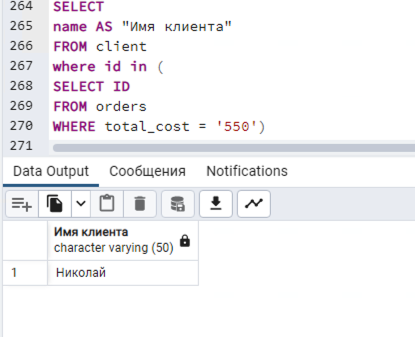 264 SELECT
265 name AS "Имя клиента"
266 FROM client
267 where id in (
268 SELECT ID
269 FROM orders
270 WHERE total_cost = '550')
271
Data Output Сообщения Notifications
Имя клиента
character varying (50)
1 Николай